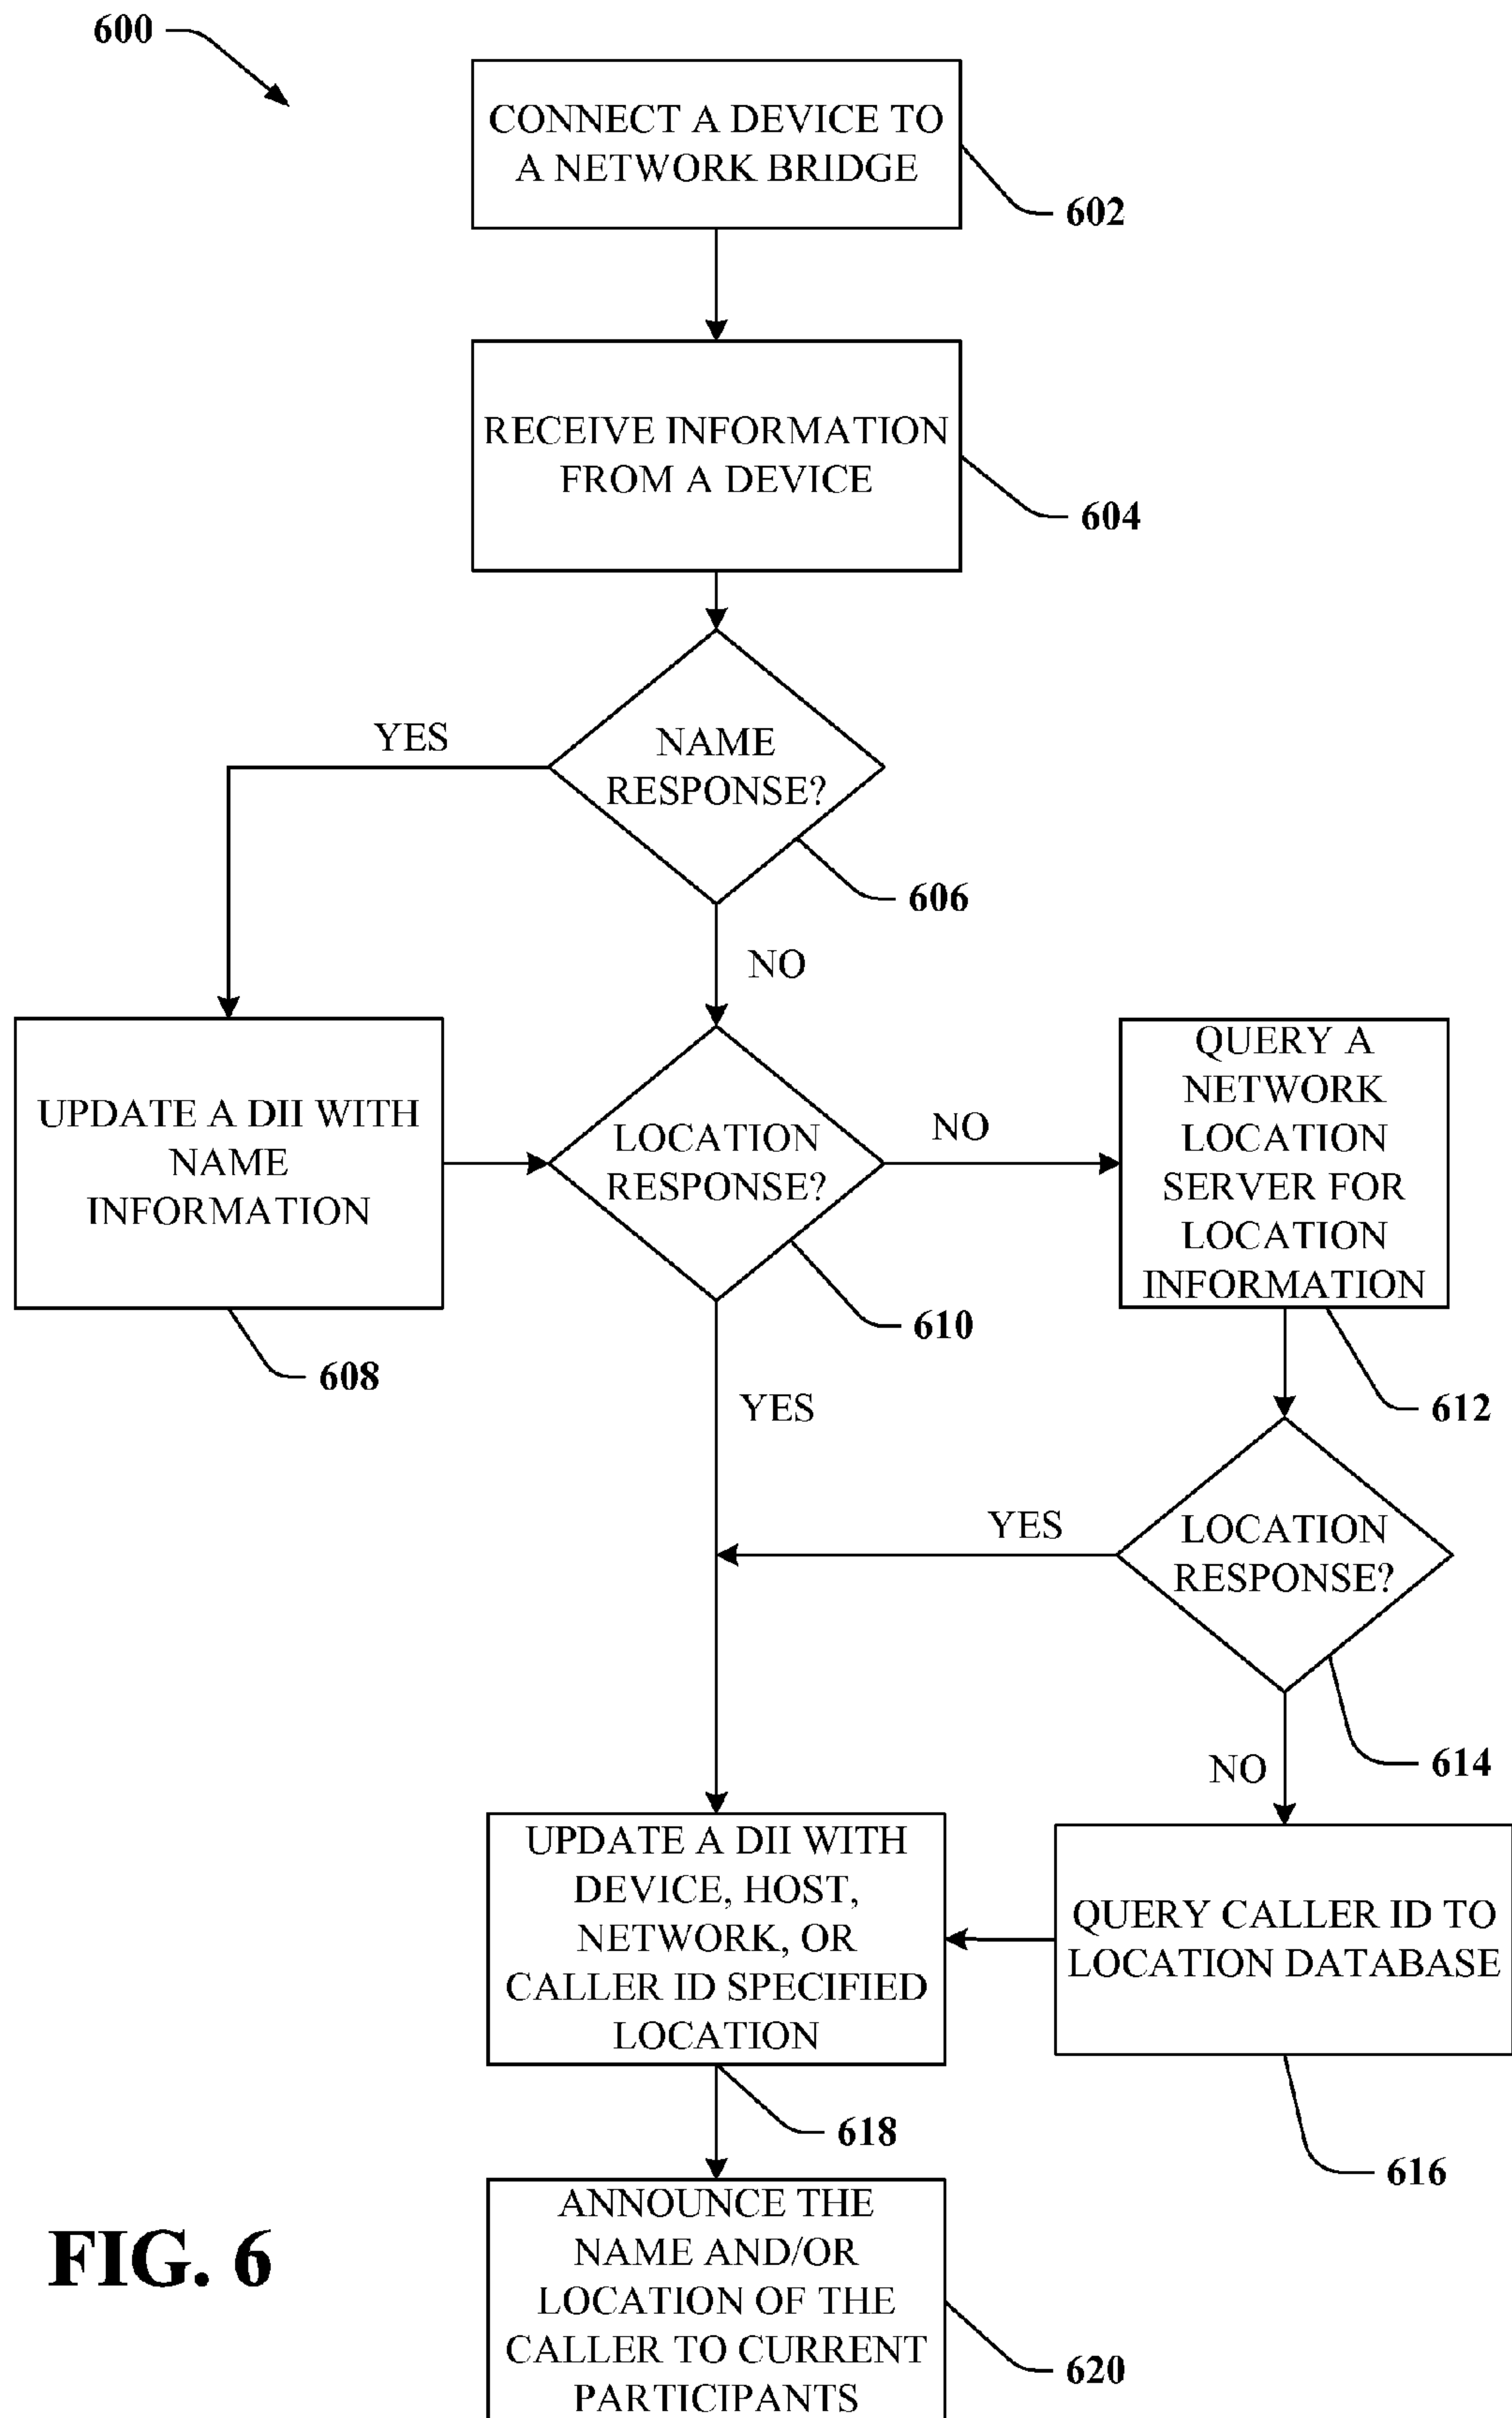 600
CONNECT A DEVICE TO
A NETWORK BRIDGE
602
RECEIVE INFORMATION
FROM A DEVICE
604
NAME
RESPONSE?
YES
606
NO
UPDATE A DII WITH
NAME
INFORMATION
608
LOCATION
RESPONSE?
NO
610
QUERY A
NETWORK
LOCATION
SERVER FOR
LOCATION
INFORMATION
612
YES
YES
LOCATION
RESPONSE?
614
NO
UPDATE A DII WITH
DEVICE, HOST,
NETWORK, OR
CALLER ID SPECIFIED
LOCATION
618
QUERY CALLER ID TO
LOCATION DATABASE
616
ANNOUNCE THE
NAME AND/OR
LOCATION OF THE
CALLER TO CURRENT
PARTICIPANTS
620
FIG. 6